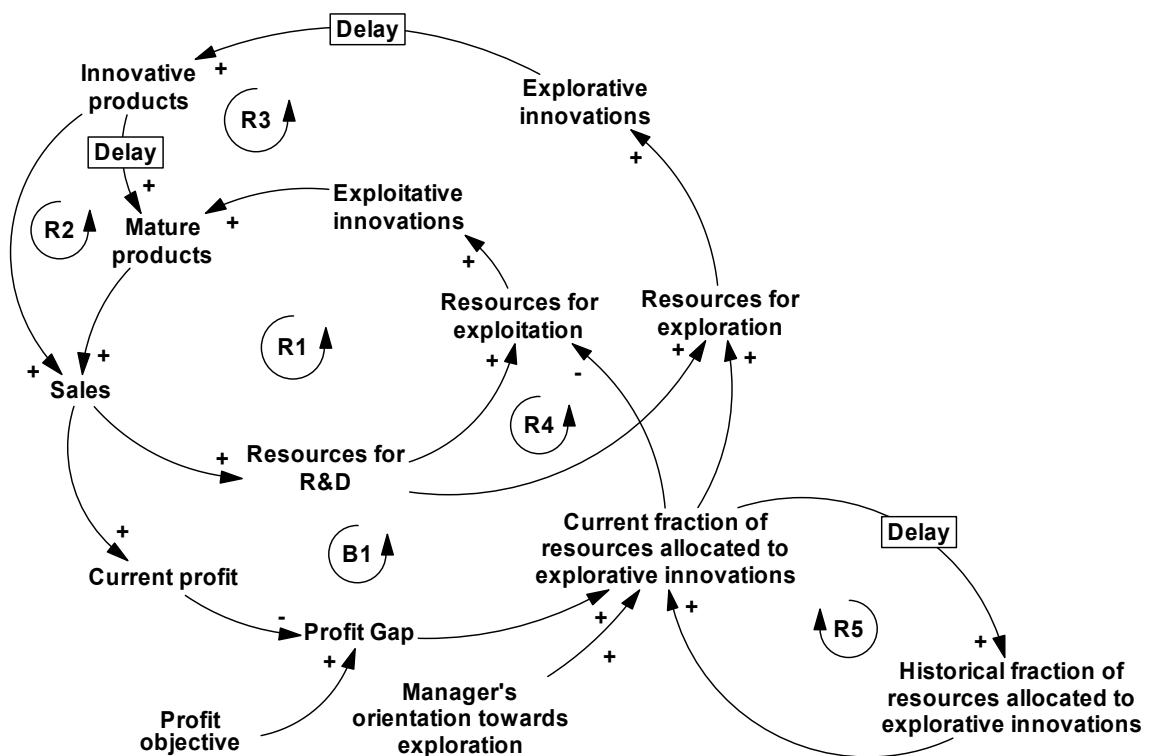 Delay
Innovative
products
Explorative
innovations
R3
+
Delay
+
+
Exploitative
innovations
Mature
products
+
R2
+
Resources for
exploitation
Resources for
exploration
R1
+
+
+
+
+
-
Sales
R4
+
Resources for
R&D
Current fraction of
resources allocated to
explorative innovations
Delay
+
B1
Current profit
-
+
+
Profit Gap
R5
+
+
+
Historical fraction of
resources allocated to
explorative innovations
Manager's
orientation towards
exploration
Profit
objective